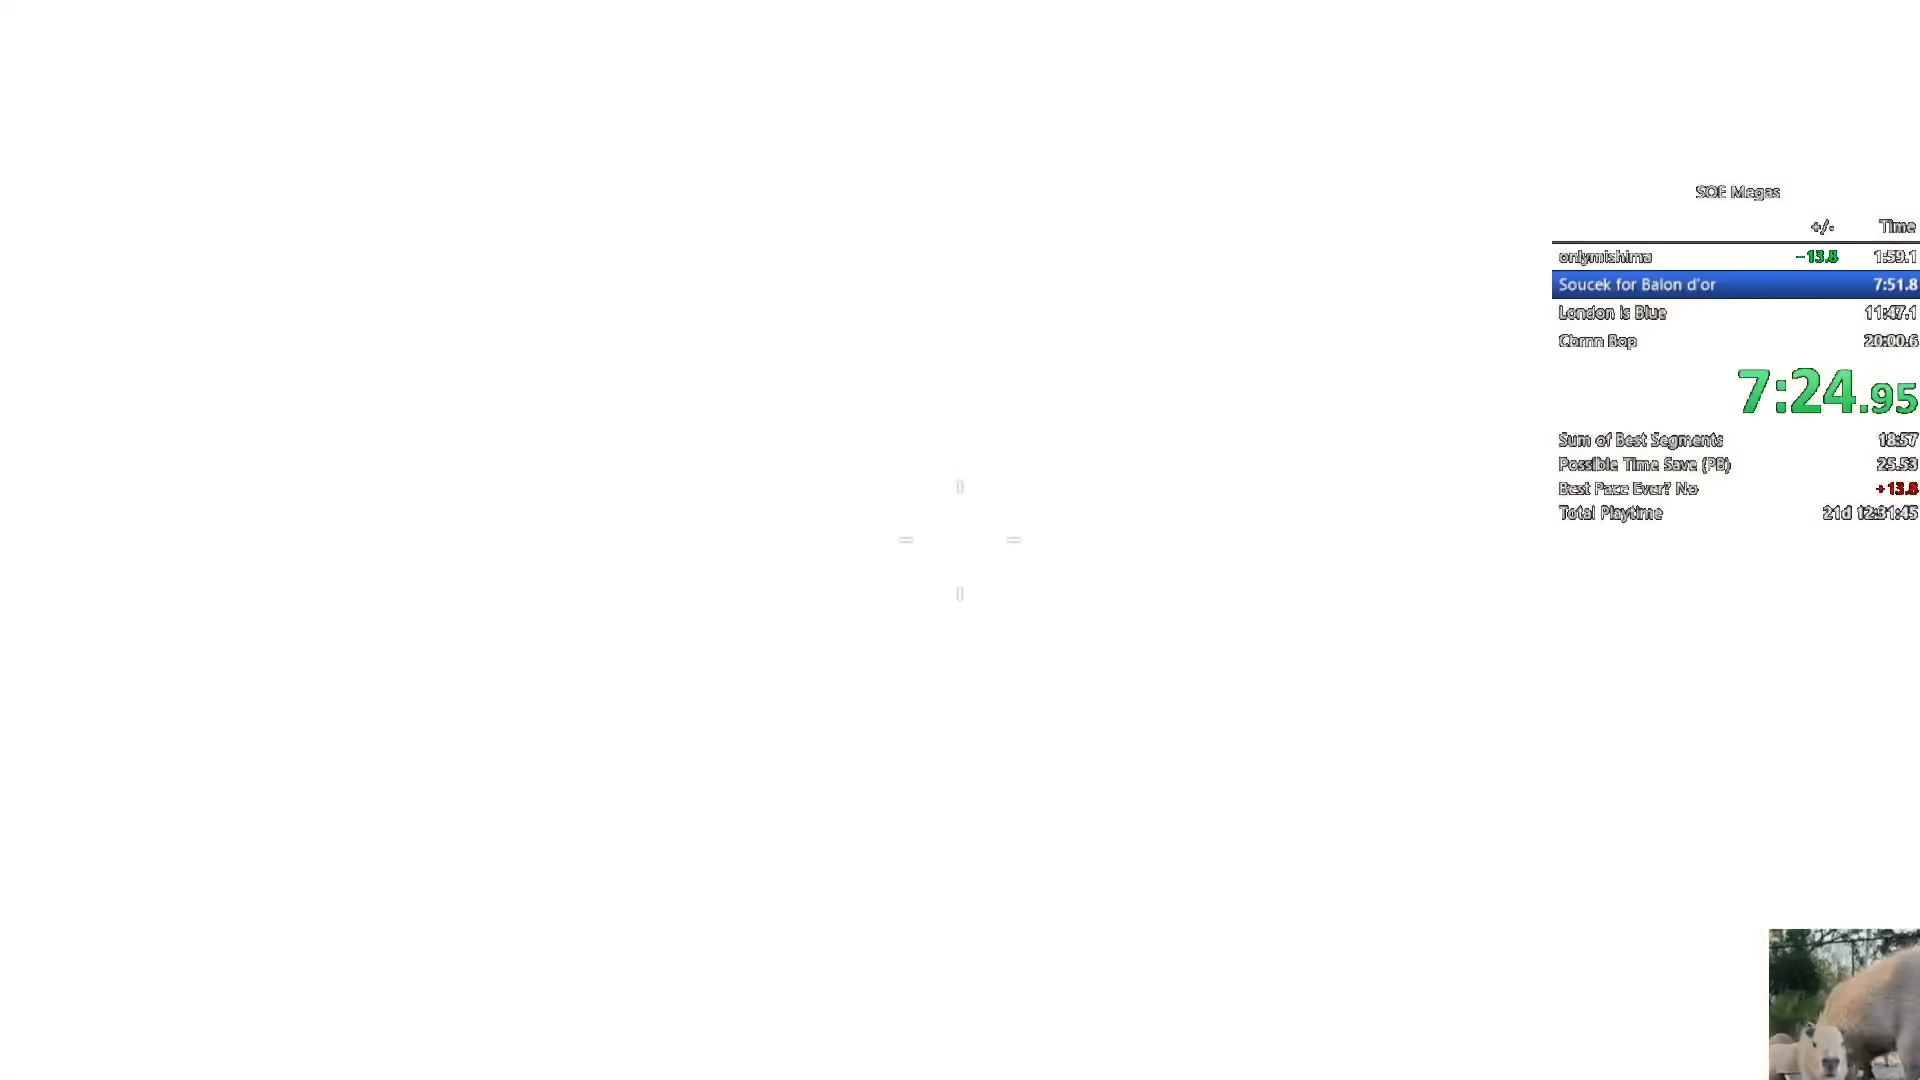 SOE Megas
+/- Time
onlymishima −13.8 1:59.1
Soucek for Balon d'or 7:51.8
London is Blue 11:47.1
Cbrnn Bop 20:00.6
7:24.95
Sum of Best Segments 18:57
Possible Time Save (PB) 25.53
Best Pace Ever? No +13.8
Total Playtime 21d 12:31:45